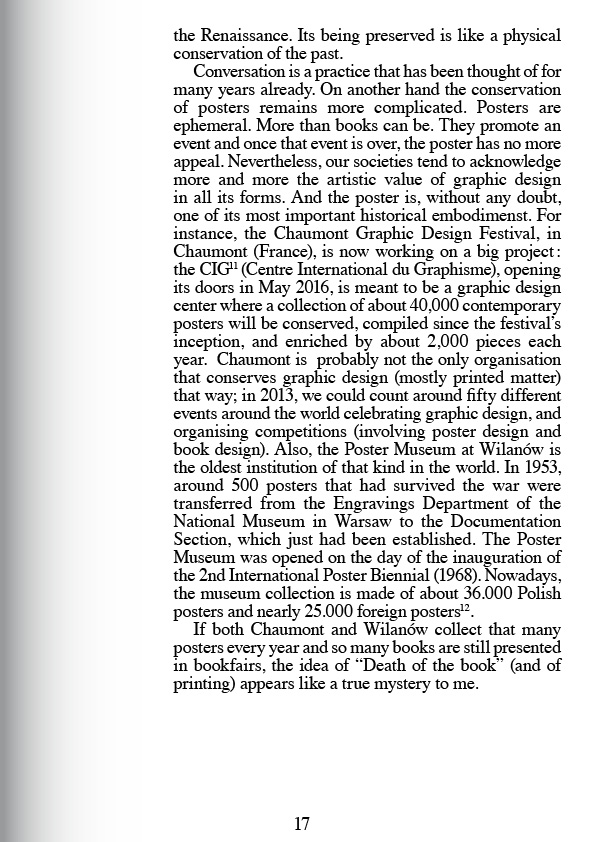 the Renaissance. Its being preserved is like a physical
conservation of the past.
Conversation is a practice that has been thought of for
many years already. On another hand the conservation
of posters remains more complicated. Posters are
ephemeral. More than books can be. They promote an
event and once that event is over, the poster has no more
appeal. Nevertheless, our societies tend to acknowledge
more and more the artistic value of graphic design
in all its forms. And the poster is, without any doubt,
one of its most important historical embodimenst. For
instance, the Chaumont Graphic Design Festival, in
Chaumont (France), is now working on a big project :
the CIG¹¹ (Centre International du Graphisme), opening
its doors in May 2016, is meant to be a graphic design
center where a collection of about 40,000 contemporary
posters will be conserved, compiled since the festival’s
inception, and enriched by about 2,000 pieces each
year. Chaumont is probably not the only organisation
that conserves graphic design (mostly printed matter)
that way; in 2013, we could count around fifty different
events around the world celebrating graphic design, and
organising competitions (involving poster design and
book design). Also, the Poster Museum at Wilanów is
the oldest institution of that kind in the world. In 1953,
around 500 posters that had survived the war were
transferred from the Engravings Department of the
National Museum in Warsaw to the Documentation
Section, which just had been established. The Poster
Museum was opened on the day of the inauguration of
the 2nd International Poster Biennial (1968). Nowadays,
the museum collection is made of about 36.000 Polish
posters and nearly 25.000 foreign posters¹².
If both Chaumont and Wilanów collect that many
posters every year and so many books are still presented
in bookfairs, the idea of “Death of the book” (and of
printing) appears like a true mystery to me.
17